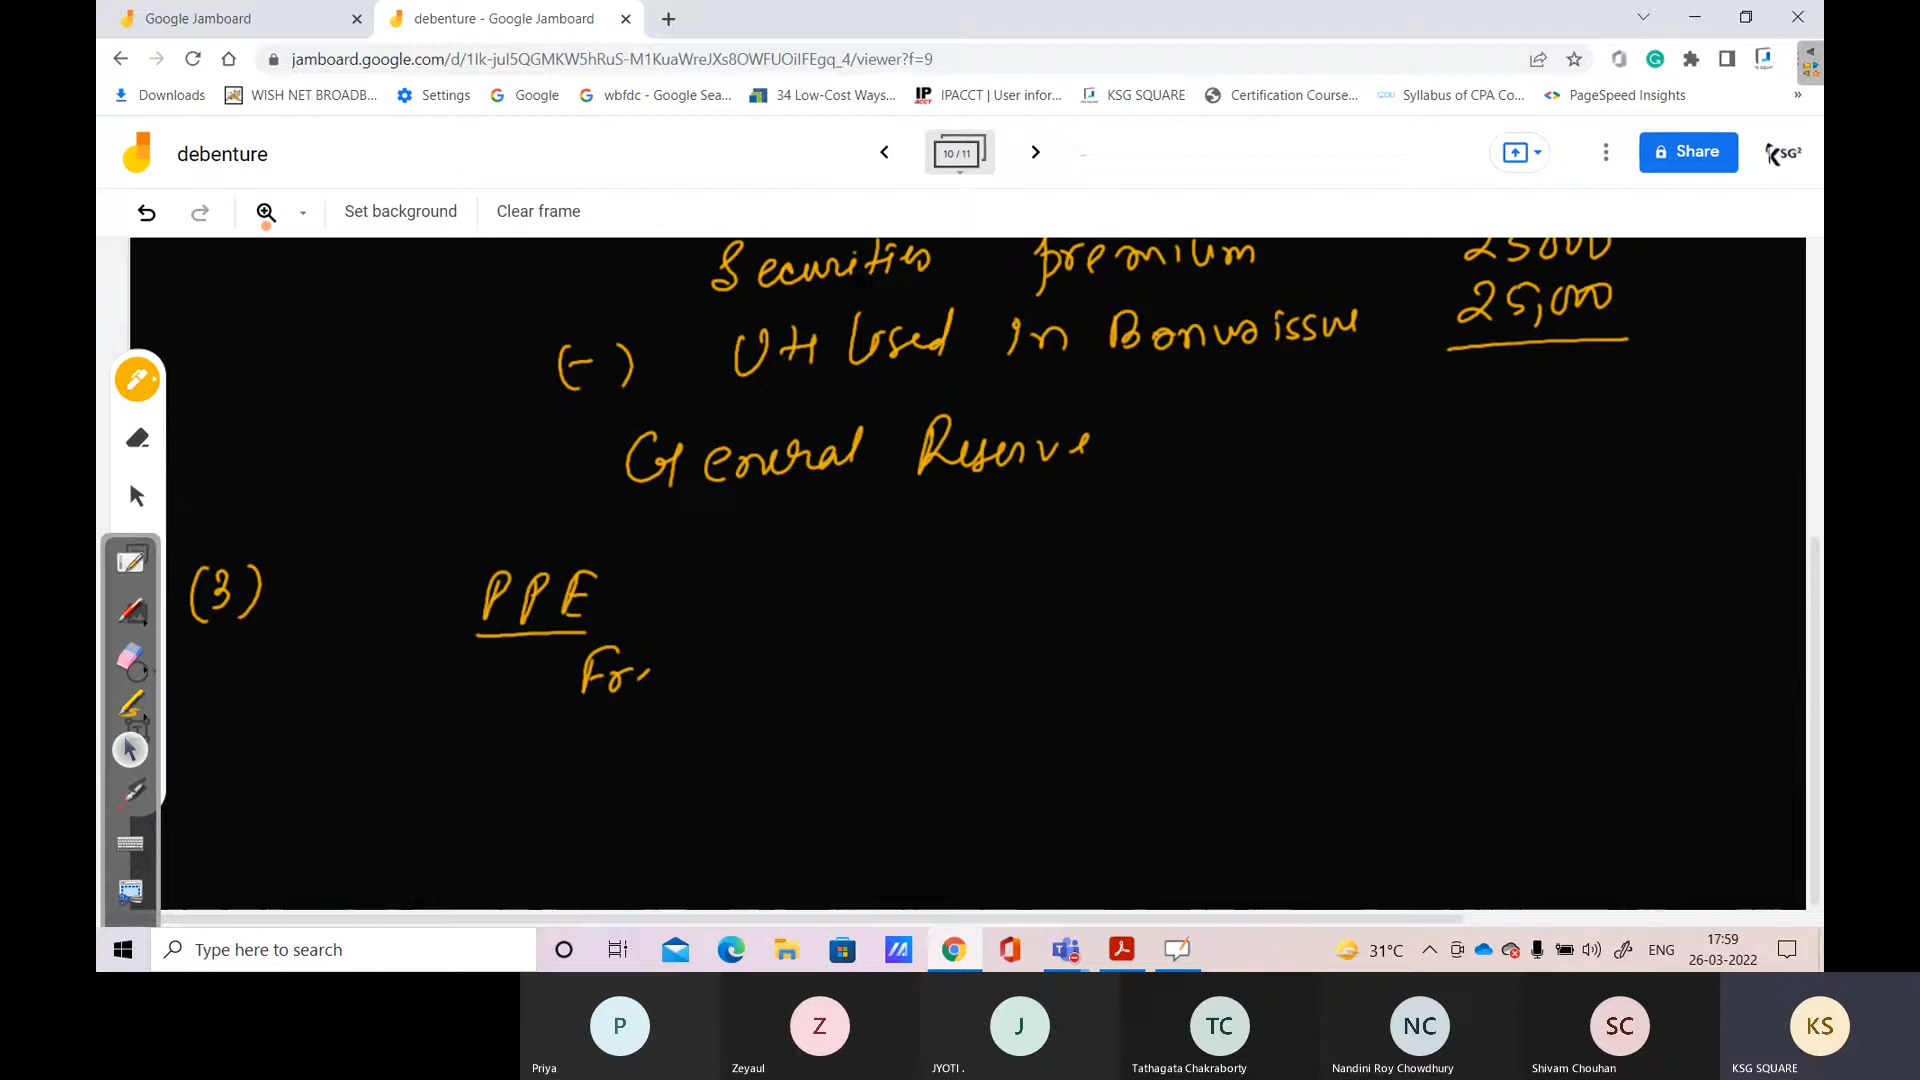 Google Jamboard
debenture - Google Jamboard
jamboard.google.com/d/1lk-jul5QGMKW5hRuS-M1KuaWreJXs8OWFUOilFEgq_4/viewer?f=9
Downloads WISH NET BROADB... Settings Google wbfdc - Google Sea... 34 Low-Cost Ways... IPACCT | User infor... KSG SQUARE Certification Course... Syllabus of CPA Co... PageSpeed Insights »
debenture
10 / 11
Share
KSG²
Set background Clear frame
Securities premium 25000
(-) Utilised in Bonus issue 25,000
General Reserve
(3) PPE
Fr
Type here to search
31°C ENG 17:59
26-03-2022
P Z J TC NC SC KS
Priya Zeyaul JYOTI . Tathagata Chakraborty Nandini Roy Chowdhury Shivam Chouhan KSG SQUARE